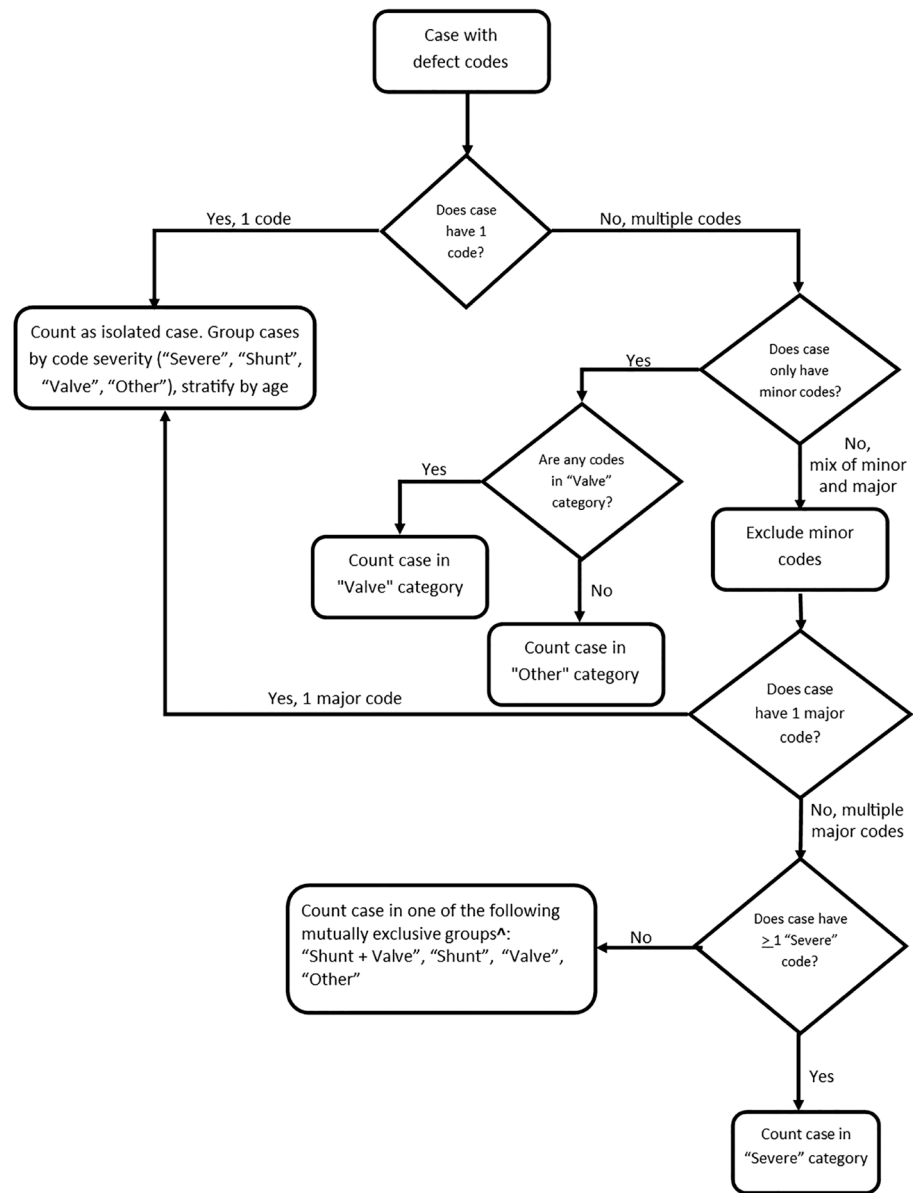 Case with
defect codes
Does case
have 1
code?
Yes, 1 code
No, multiple codes
Count as isolated case. Group cases
by code severity (“Severe”, “Shunt”,
“Valve”, “Other”), stratify by age
Does case
only have
minor codes?
Yes
No,
mix of minor
and major
Are any codes
in “Valve”
category?
Yes
Count case in
"Valve" category
No
Count case in
"Other" category
Exclude minor
codes
Does case
have 1 major
code?
Yes, 1 major code
No, multiple
major codes
Does case have
≥1 “Severe”
code?
No
Count case in one of the following
mutually exclusive groups^:
“Shunt + Valve”, “Shunt”, “Valve”,
“Other”
Yes
Count case in
“Severe” category